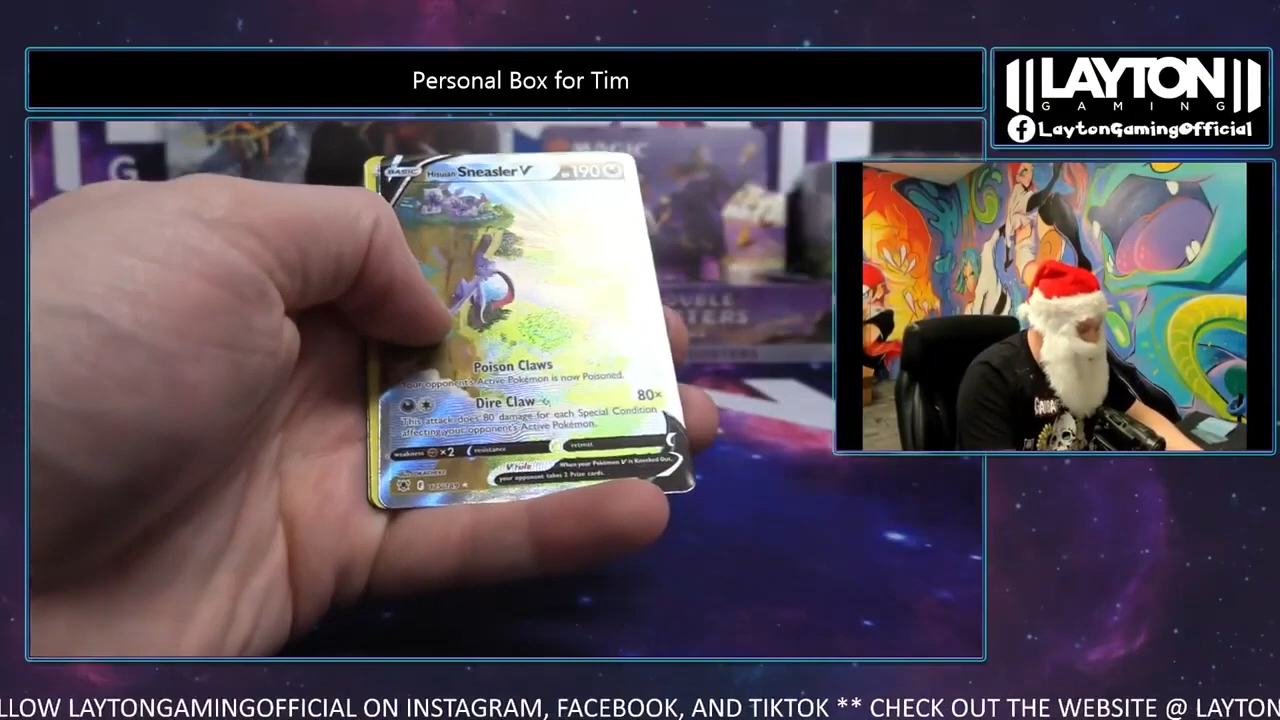 Personal Box for Tim
LAYTON
GAMING
LaytonGamingOfficial
G
MAGIC
BASIC Hisuian Sneasler V 190
DOUBLE
MASTERS
Poison Claws
Your opponent's Active Pokémon is now Poisoned.
Dire Claw 80×
This attack does 80 damage for each Special Condition
affecting your opponent's Active Pokémon.
weakness ×2 resistance retreat
V rule When your Pokémon V is Knocked Out,
your opponent takes 2 Prize cards.
LLOW LAYTONGAMINGOFFICIAL ON INSTAGRAM, FACEBOOK, AND TIKTOK ** CHECK OUT THE WEBSITE @ LAYTON